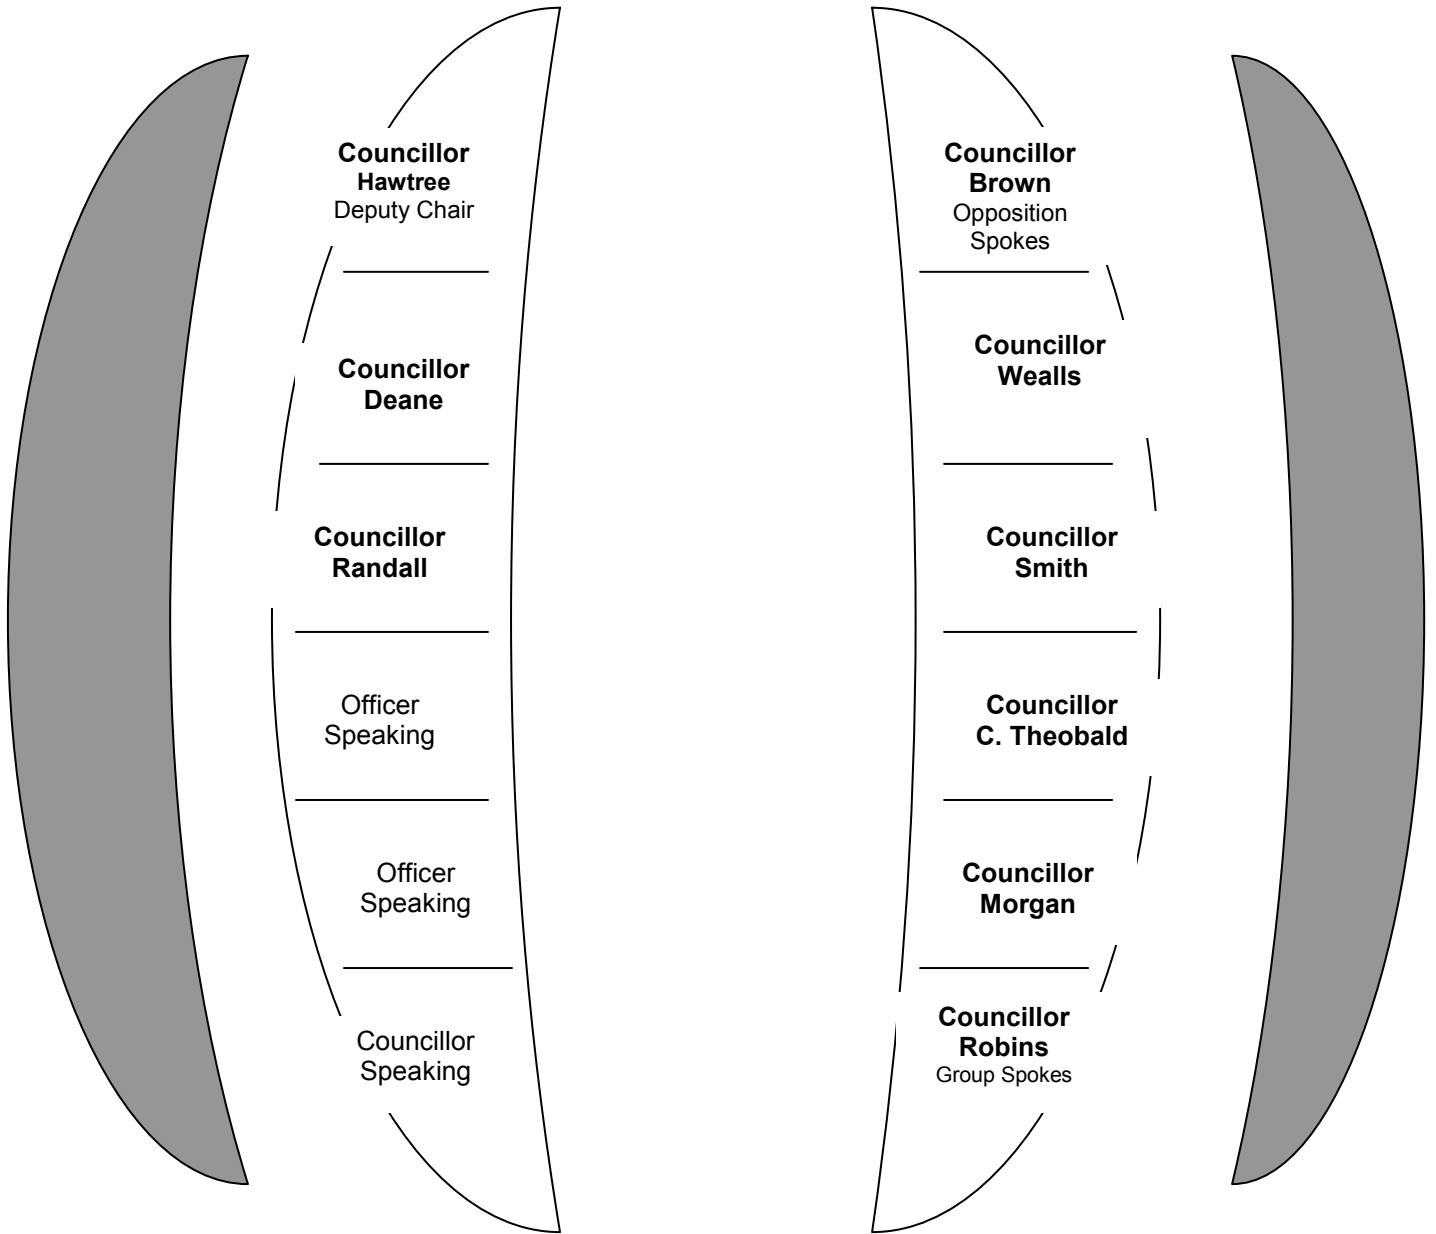 Councillor
Hawtree
Deputy Chair
Councillor
Deane
Councillor
Randall
Officer
Speaking
Officer
Speaking
Councillor
Speaking
Councillor
Brown
Opposition
Spokes
Councillor
Wealls
Councillor
Smith
Councillor
C. Theobald
Councillor
Morgan
Councillor
Robins
Group Spokes